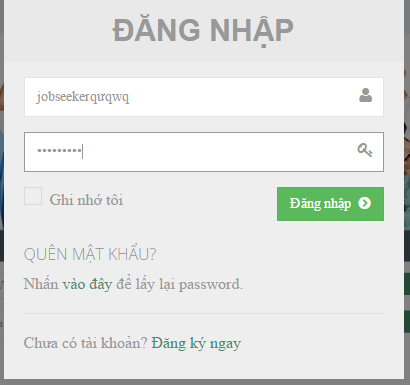 ĐĂNG NHẬP
jobseekerqưqwq
•••••••••
Ghi nhớ tôi
Đăng nhập
QUÊN MẬT KHẨU?
Nhấn vào đây để lấy lại password.
Chưa có tài khoản? Đăng ký ngay